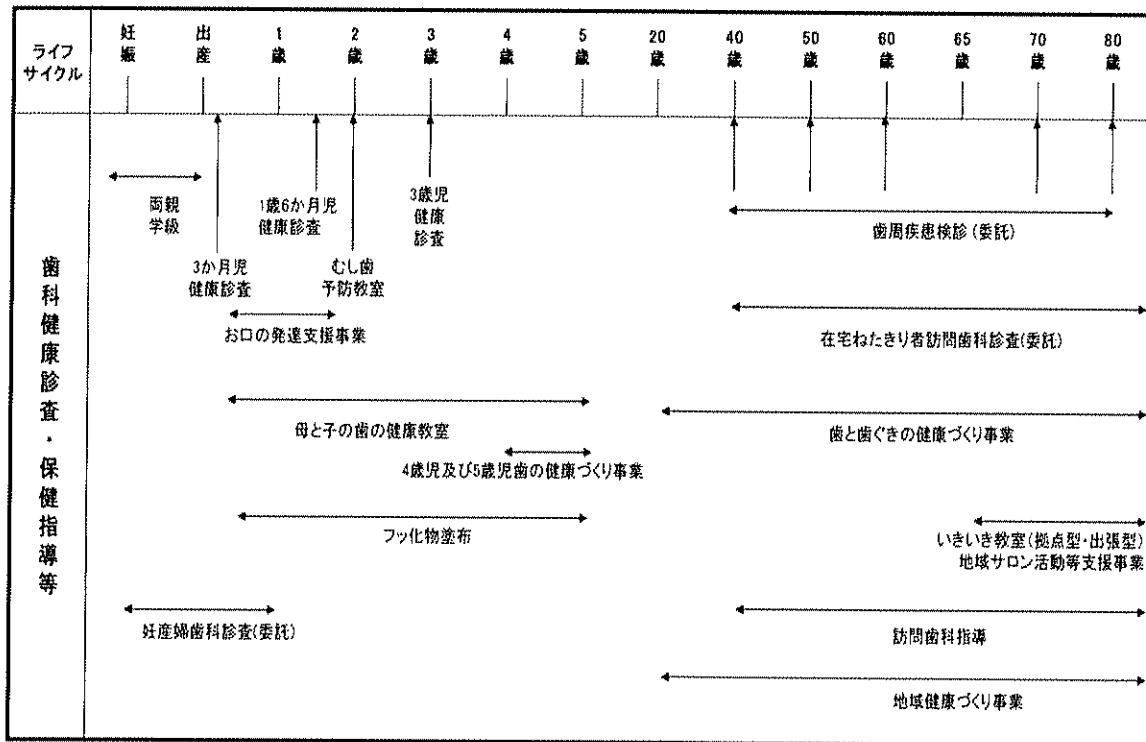 ライフ
サイクル
妊娠
出産
1歳
2歳
3歳
4歳
5歳
20歳
40歳
50歳
60歳
65歳
70歳
80歳
歯科健康診査・保健指導等
両親
学級
3か月児
健康診査
1歳6か月児
健康診査
むし歯
予防教室
3歳児
健康
診査
歯周疾患検診(委託)
お口の発達支援事業
在宅ねたきり者訪問歯科診査(委託)
母と子の歯の健康教室
歯と歯ぐきの健康づくり事業
4歳児及び5歳児歯の健康づくり事業
フッ化物塗布
いきいき教室(拠点型・出張型)
地域サロン活動等支援事業
妊産婦歯科診査(委託)
訪問歯科指導
地域健康づくり事業